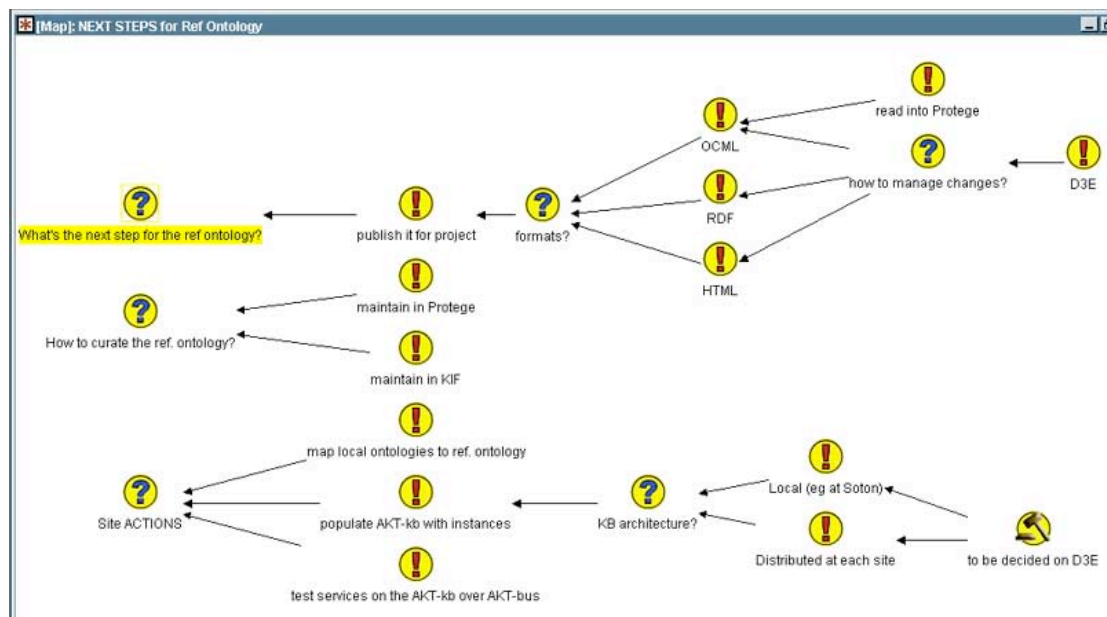 [Map]: NEXT STEPS for Ref Ontology
read into Protege
OCML
how to manage changes?
D3E
What's the next step for the ref ontology?
publish it for project
formats?
RDF
HTML
maintain in Protege
How to curate the ref. ontology?
maintain in KIF
map local ontologies to ref. ontology
Local (eg at Soton)
Site ACTIONS
populate AKT-kb with instances
KB architecture?
Distributed at each site
to be decided on D3E
test services on the AKT-kb over AKT-bus